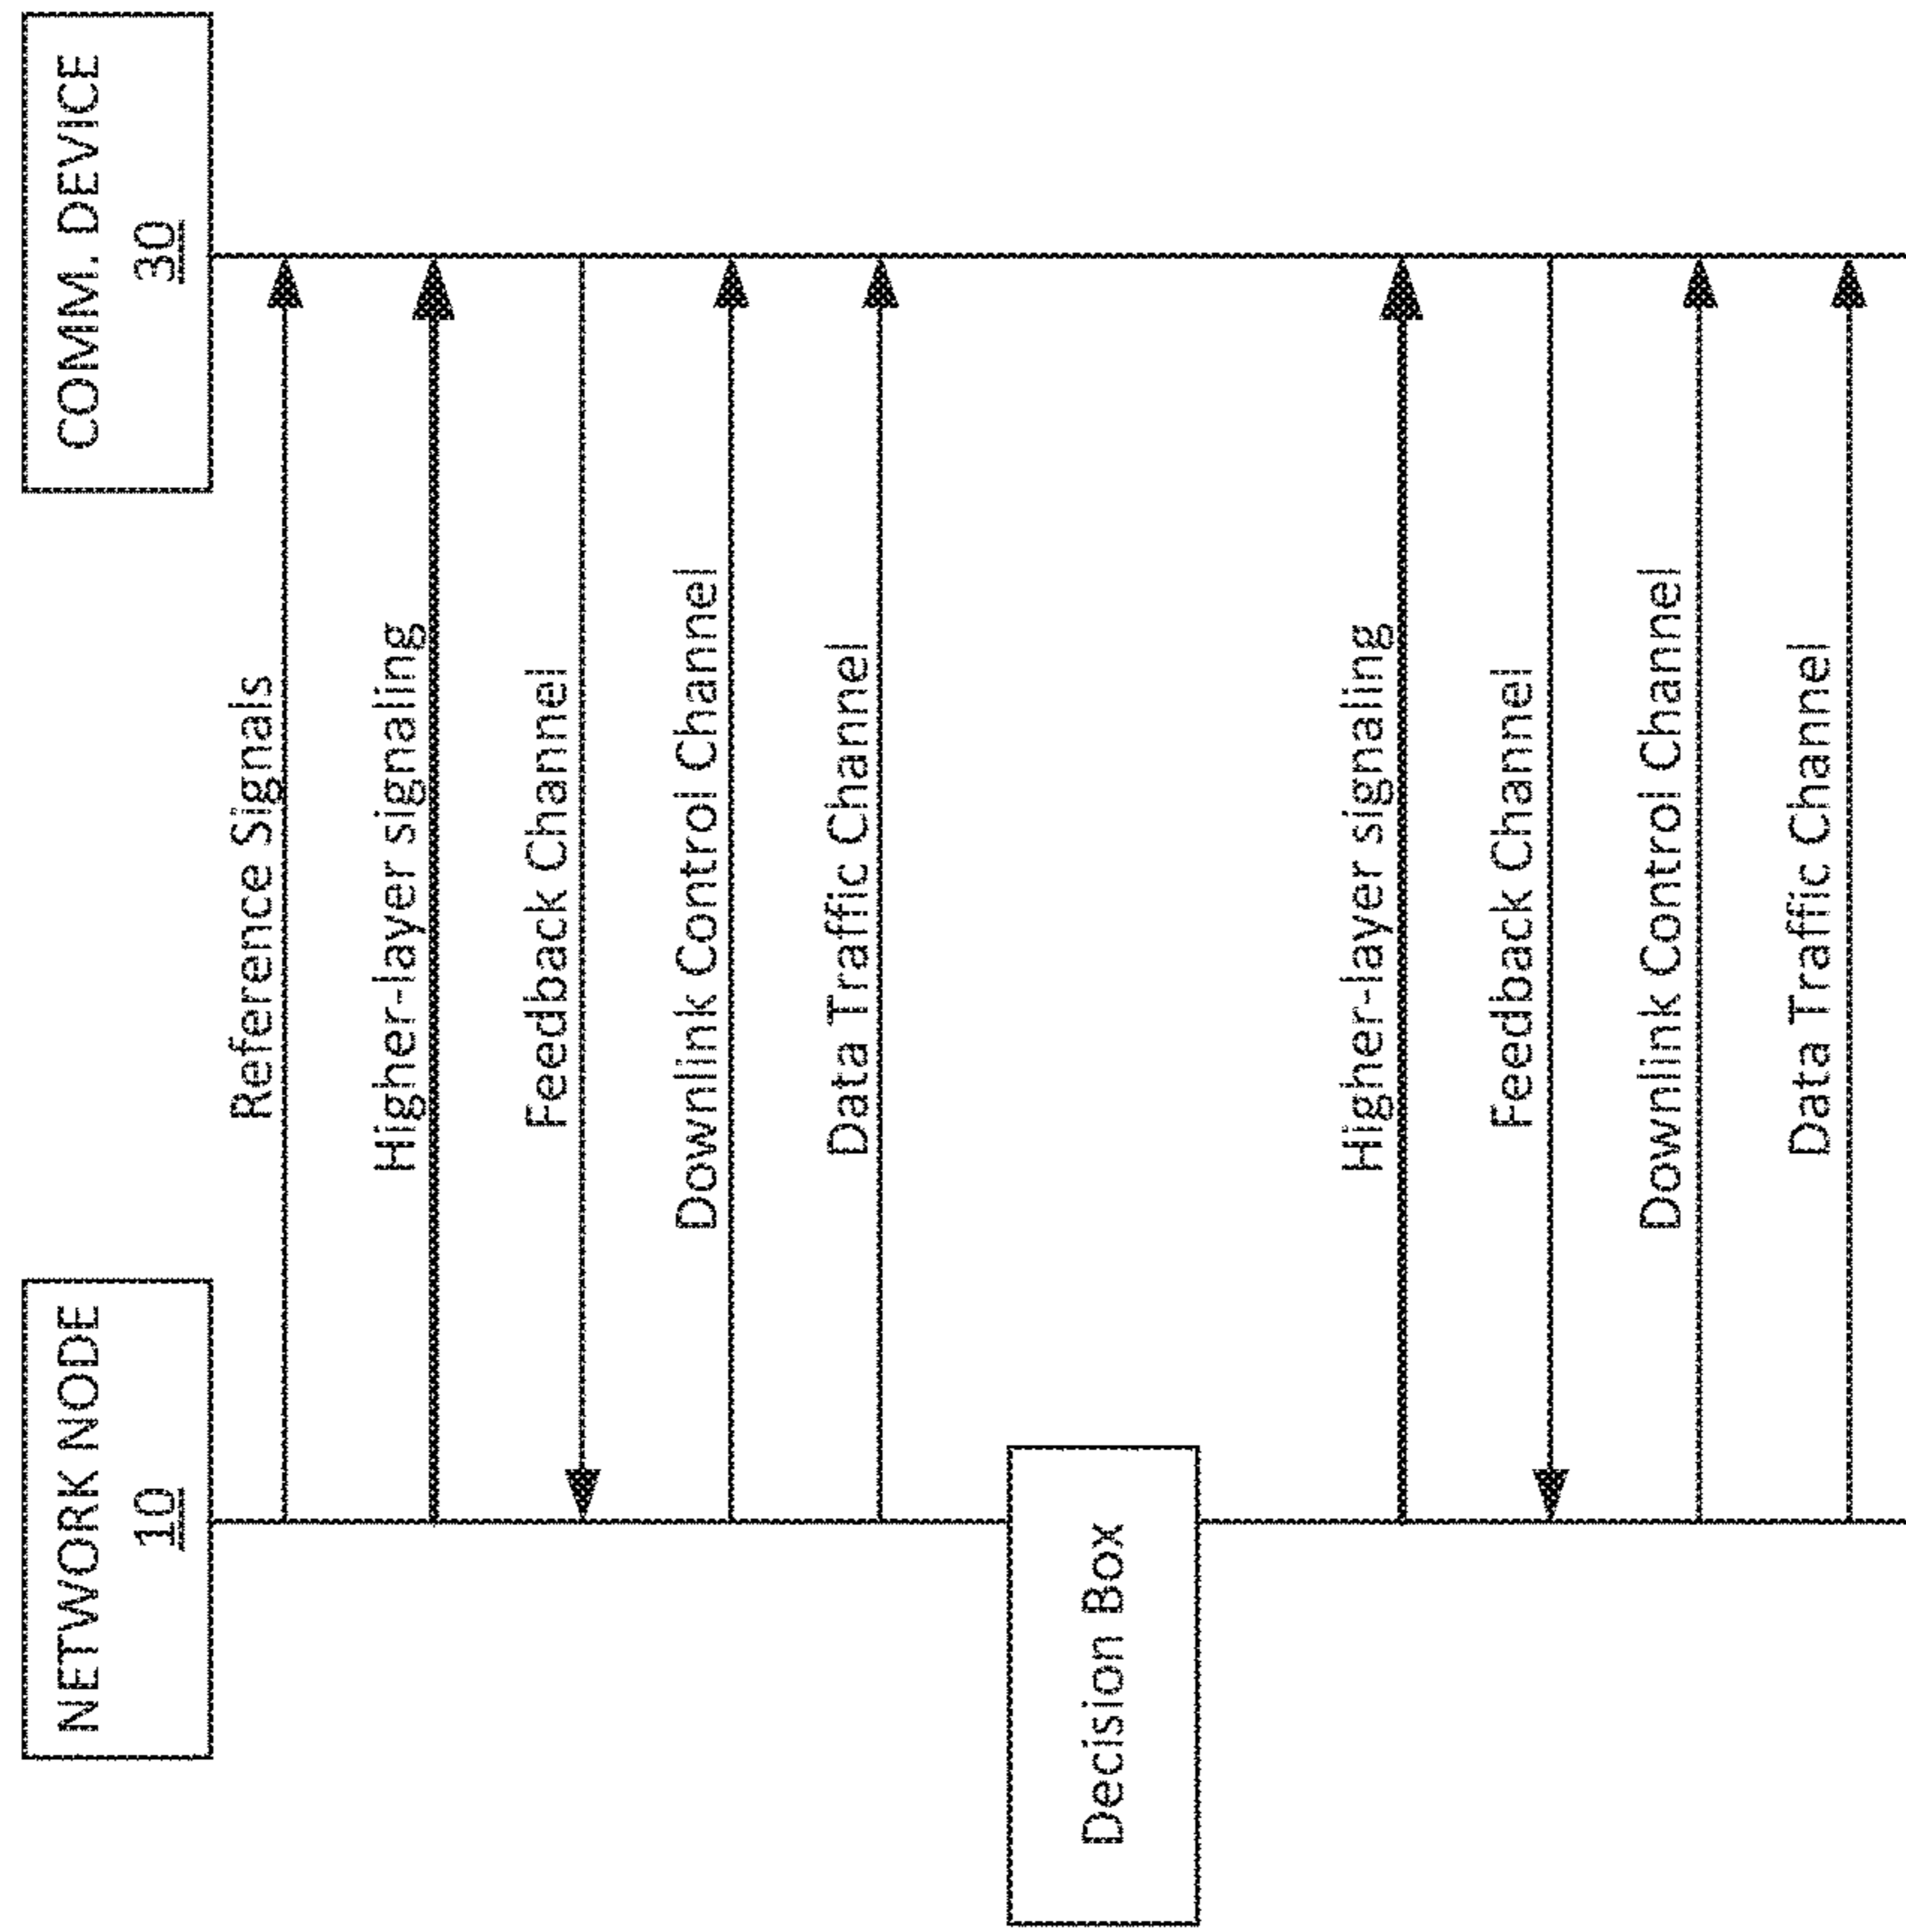 NETWORK NODE
10
COMM. DEVICE
30
Reference Signals
Higher-layer signaling
Feedback Channel
Downlink Control Channel
Data Traffic Channel
Decision Box
Higher-layer signaling
Feedback Channel
Downlink Control Channel
Data Traffic Channel